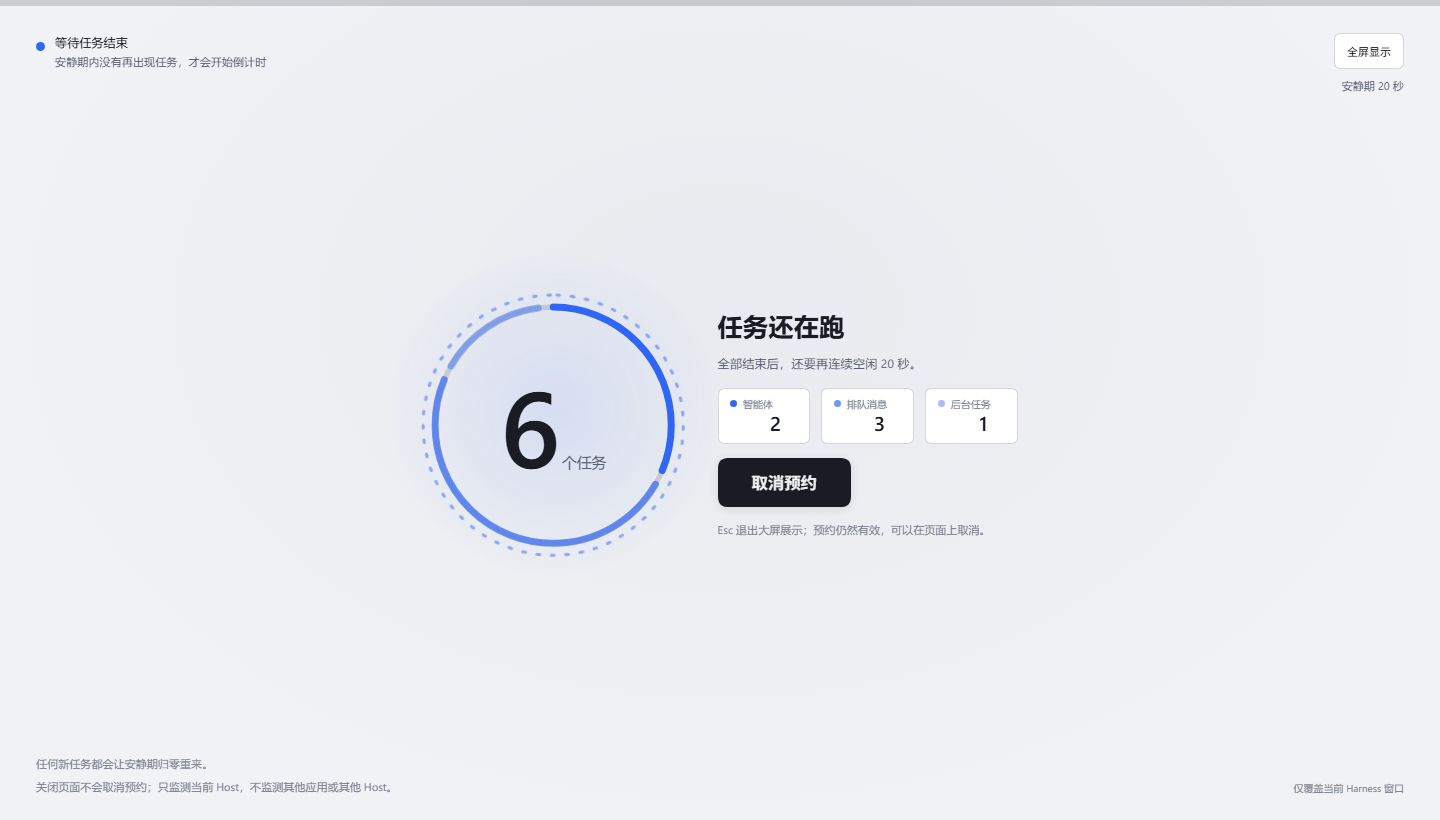 等待任务结束
安静期内没有再出现任务，才会开始倒计时
全屏显示
安静期 20 秒
6 个任务
任务还在跑
全部结束后，还要再连续空闲 20 秒。
智能体
2
排队消息
3
后台任务
1
取消预约
Esc 退出大屏展示；预约仍然有效，可以在页面上取消。
任何新任务都会让安静期归零重来。
关闭页面不会取消预约；只监测当前 Host，不监测其他应用或其他 Host。
仅覆盖当前 Harness 窗口